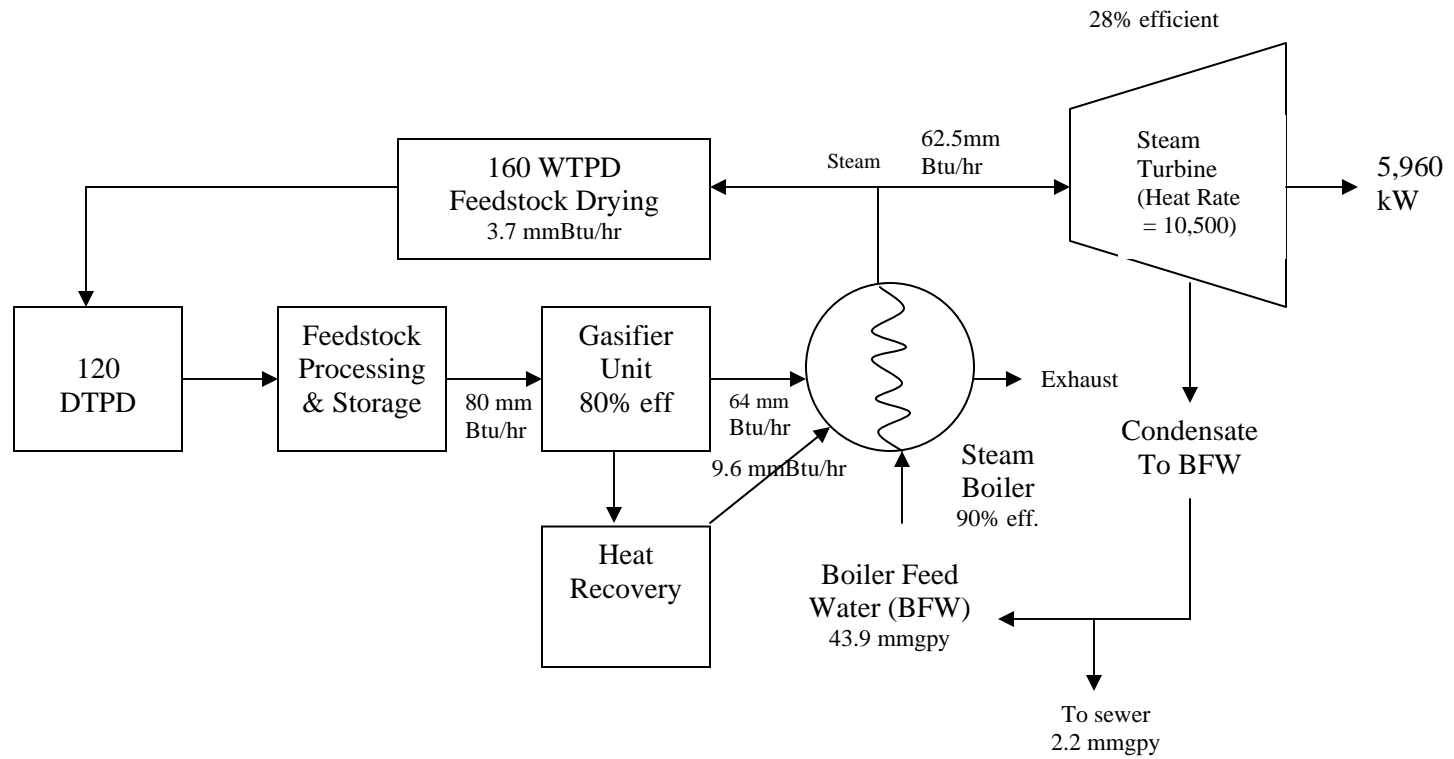 28% efficient
160 WTPD
Feedstock Drying
3.7 mmBtu/hr
Steam
62.5mm
Btu/hr
Steam
Turbine
(Heat Rate
= 10,500)
5,960
kW
120
DTPD
Feedstock
Processing
& Storage
80 mm
Btu/hr
Gasifier
Unit
80% eff
64 mm
Btu/hr
9.6 mmBtu/hr
Exhaust
Steam
Boiler
90% eff.
Condensate
To BFW
Heat
Recovery
Boiler Feed
Water (BFW)
43.9 mmgpy
To sewer
2.2 mmgpy